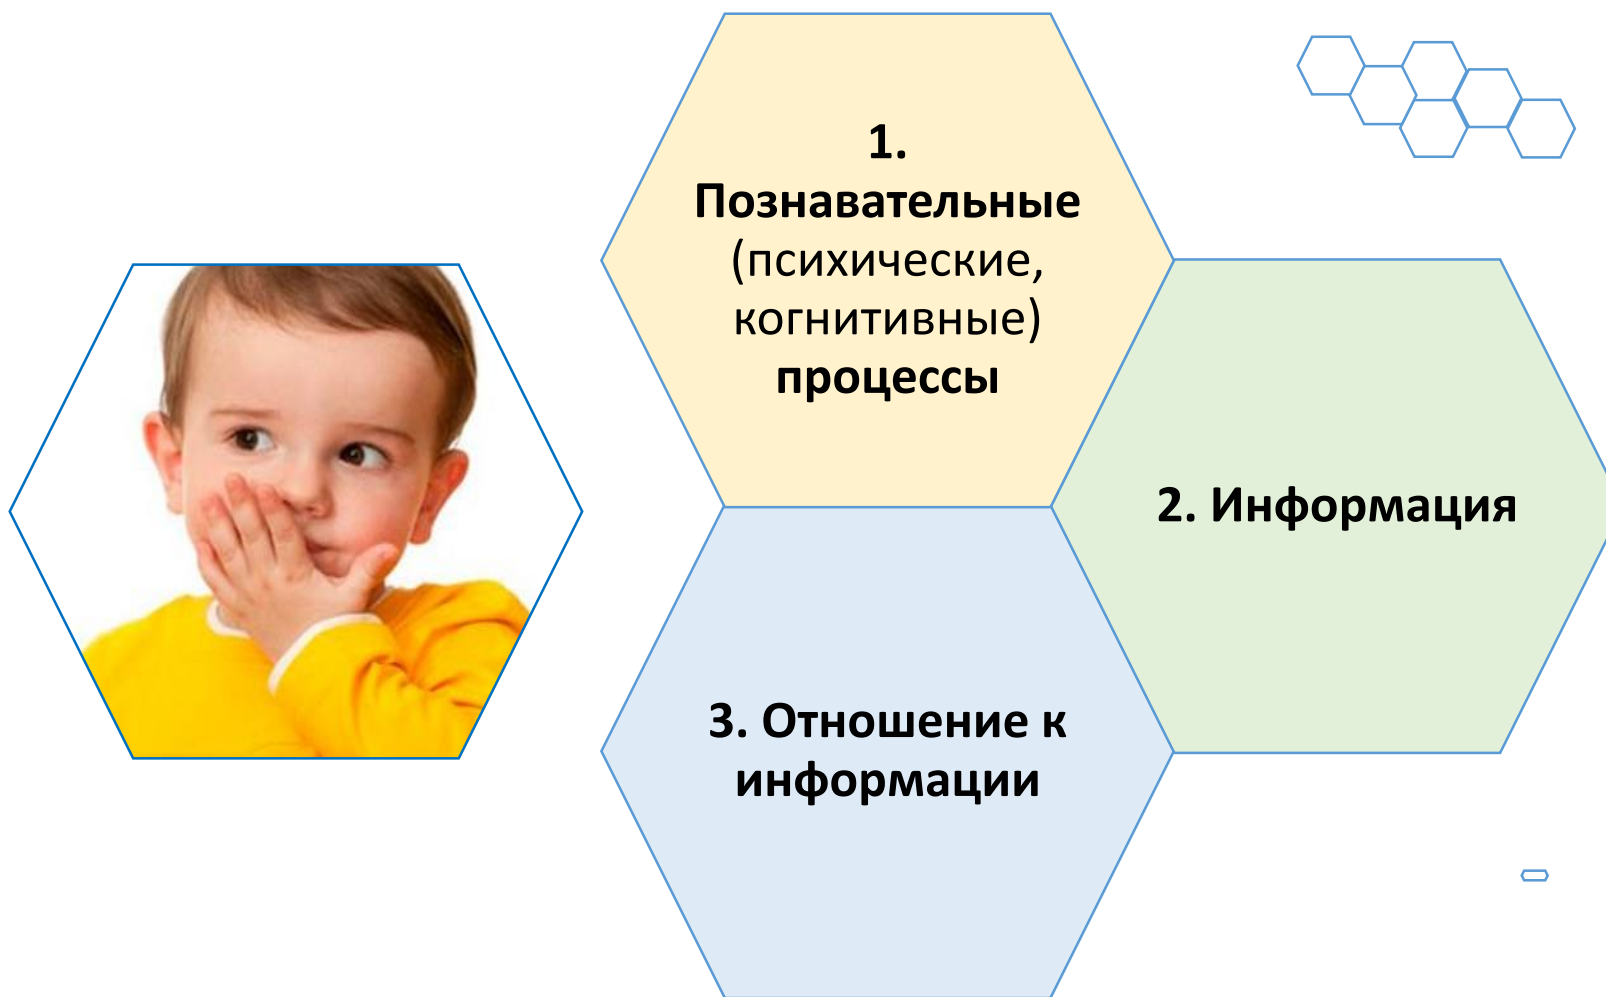 1.
Познавательные
(психические,
когнитивные)
процессы
2. Информация
3. Отношение к
информации